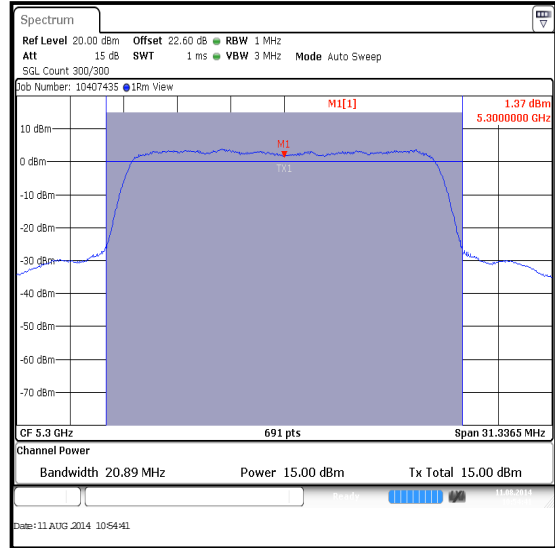 Spectrum
Ref Level 20.00 dBm Offset 22.60 dB RBW 1 MHz
Att 15 dB SWT 1 ms VBW 3 MHz Mode Auto Sweep
SGL Count 300/300
Job Number: 10407435 1Rm View
M1[1] 1.37 dBm
5.3000000 GHz
10 dBm
M1
0 dBm
TX1
-10 dBm
-20 dBm
-30 dBm
-40 dBm
-50 dBm
-60 dBm
-70 dBm
CF 5.3 GHz 691 pts Span 31.3365 MHz
Channel Power
Bandwidth 20.89 MHz Power 15.00 dBm Tx Total 15.00 dBm
Ready 11.08.2014
Date: 11.AUG.2014 10:54:41